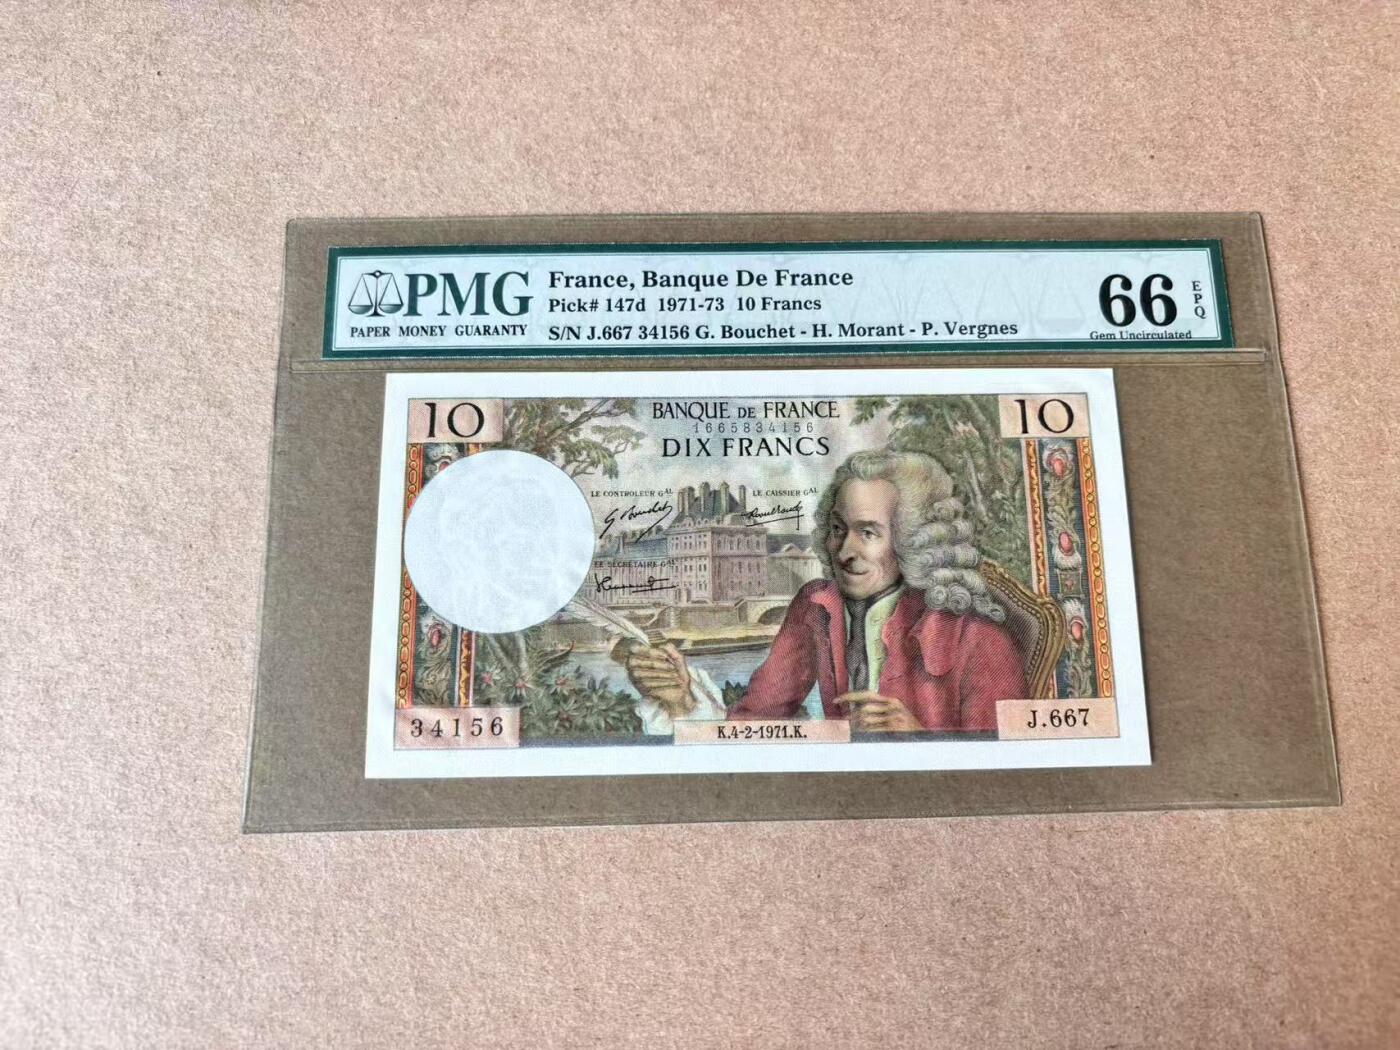 PMG
PAPER MONEY GUARANTY
France, Banque De France
Pick# 147d 1971-73 10 Francs
S/N J.667 34156 G. Bouchet - H. Morant - P. Vergnes
66
EPQ
Gem Uncirculated
10
BANQUE DE FRANCE
1665834156
DIX FRANCS
10
LE CONTROLEUR GAL
LE CAISSIER GAL
LE SECRÉTAIRE GAL
34156
K.4-2-1971.K.
J.667